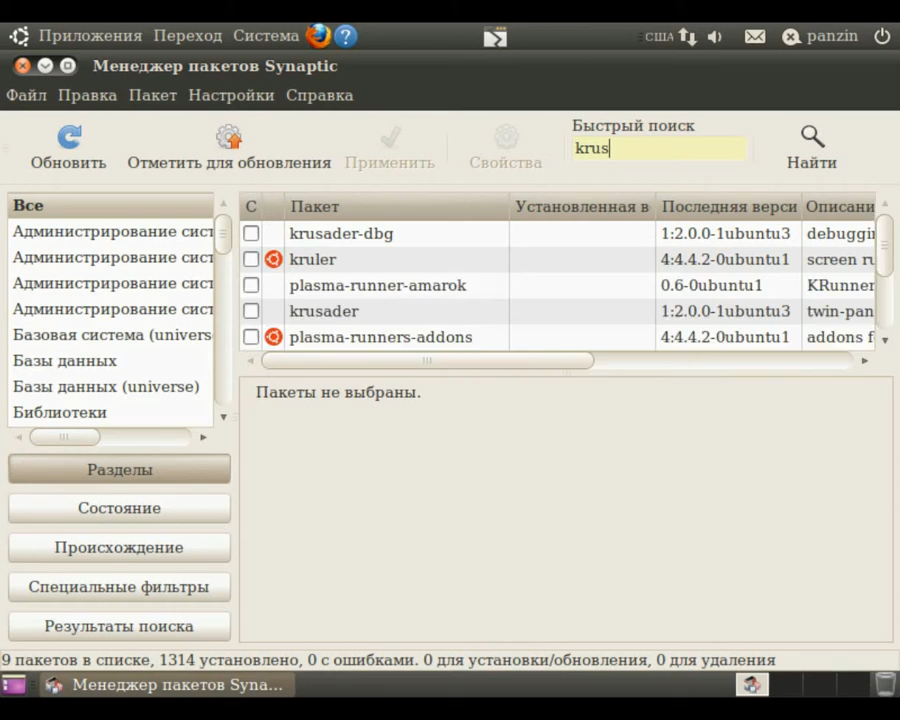 Приложения Переход Система США panzin
Менеджер пакетов Synaptic
Файл Правка Пакет Настройки Справка
Быстрый поиск
krus
Обновить Отметить для обновления Применить Свойства Найти
Все
Администрирование сист
Администрирование сист
Администрирование сист
Администрирование сист
Базовая система (univers
Базы данных
Базы данных (universe)
Библиотеки
С Пакет Установленная в Последняя верси Описани
krusader-dbg 1:2.0.0-1ubuntu3 debuggin
kruler 4:4.4.2-0ubuntu1 screen ru
plasma-runner-amarok 0.6-0ubuntu1 KRunner
krusader 1:2.0.0-1ubuntu3 twin-pan
plasma-runners-addons 4:4.4.2-0ubuntu1 addons f
Пакеты не выбраны.
Разделы
Состояние
Происхождение
Специальные фильтры
Результаты поиска
9 пакетов в списке, 1314 установлено, 0 с ошибками. 0 для установки/обновления, 0 для удаления
Менеджер пакетов Syna...